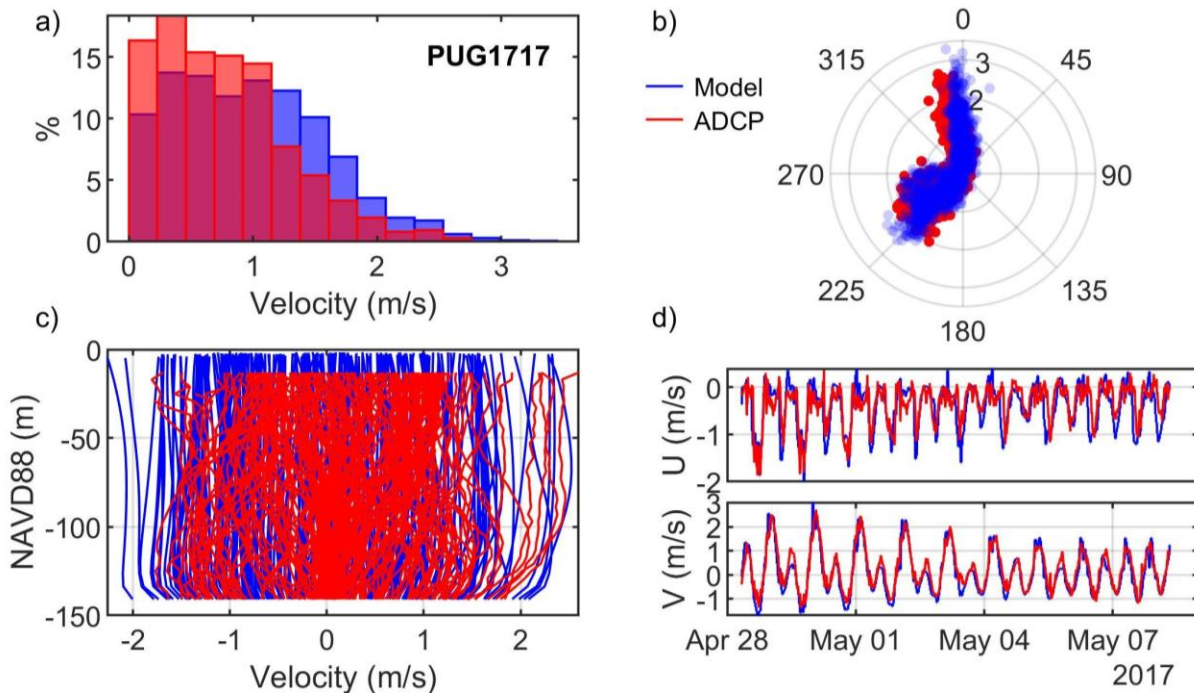 a)
PUG1717
15
10
5
0
%
0 1 2 3
Velocity (m/s)
b)
0
315 45
3
2
270 90
225 135
180
Model
ADCP
c)
0
-50
-100
-150
NAVD88 (m)
-2 -1 0 1 2
Velocity (m/s)
d)
0
-1
-2
U (m/s)
3
2
1
0
-1
V (m/s)
Apr 28 May 01 May 04 May 07
2017